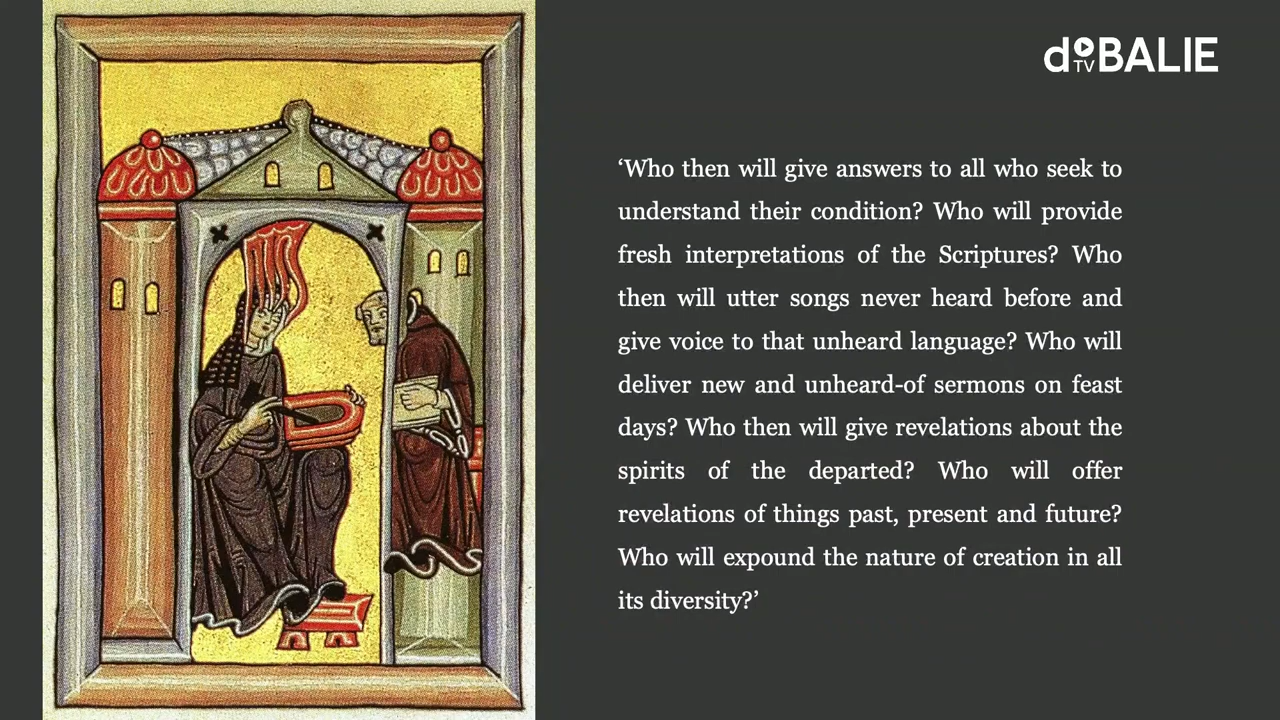 de BALIE
TV
‘Who then will give answers to all who seek to
understand their condition? Who will provide
fresh interpretations of the Scriptures? Who
then will utter songs never heard before and
give voice to that unheard language? Who will
deliver new and unheard-of sermons on feast
days? Who then will give revelations about the
spirits of the departed? Who will offer
revelations of things past, present and future?
Who will expound the nature of creation in all
its diversity?’